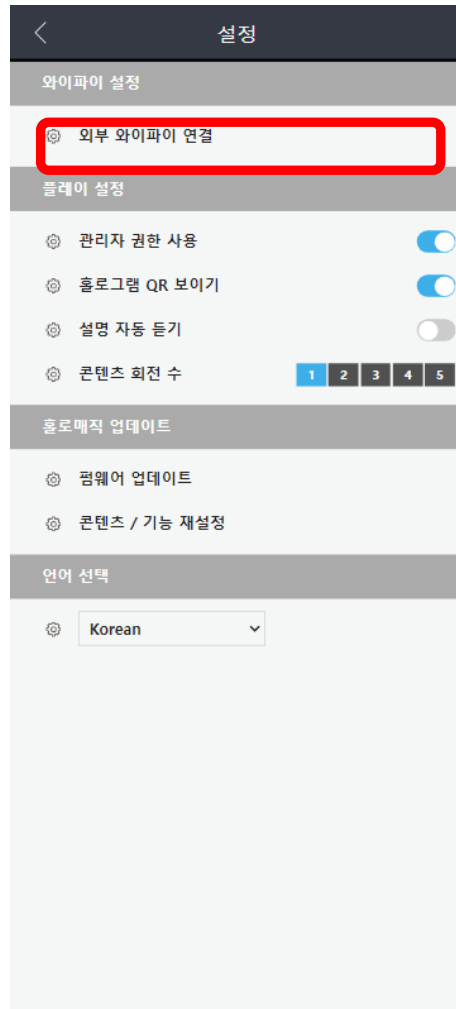 설정
와이파이 설정
외부 와이파이 연결
플레이 설정
관리자 권한 사용
홀로그램 QR 보이기
설명 자동 듣기
콘텐츠 회전 수 1 2 3 4 5
홀로매직 업데이트
펌웨어 업데이트
콘텐츠 / 기능 재설정
언어 선택
Korean